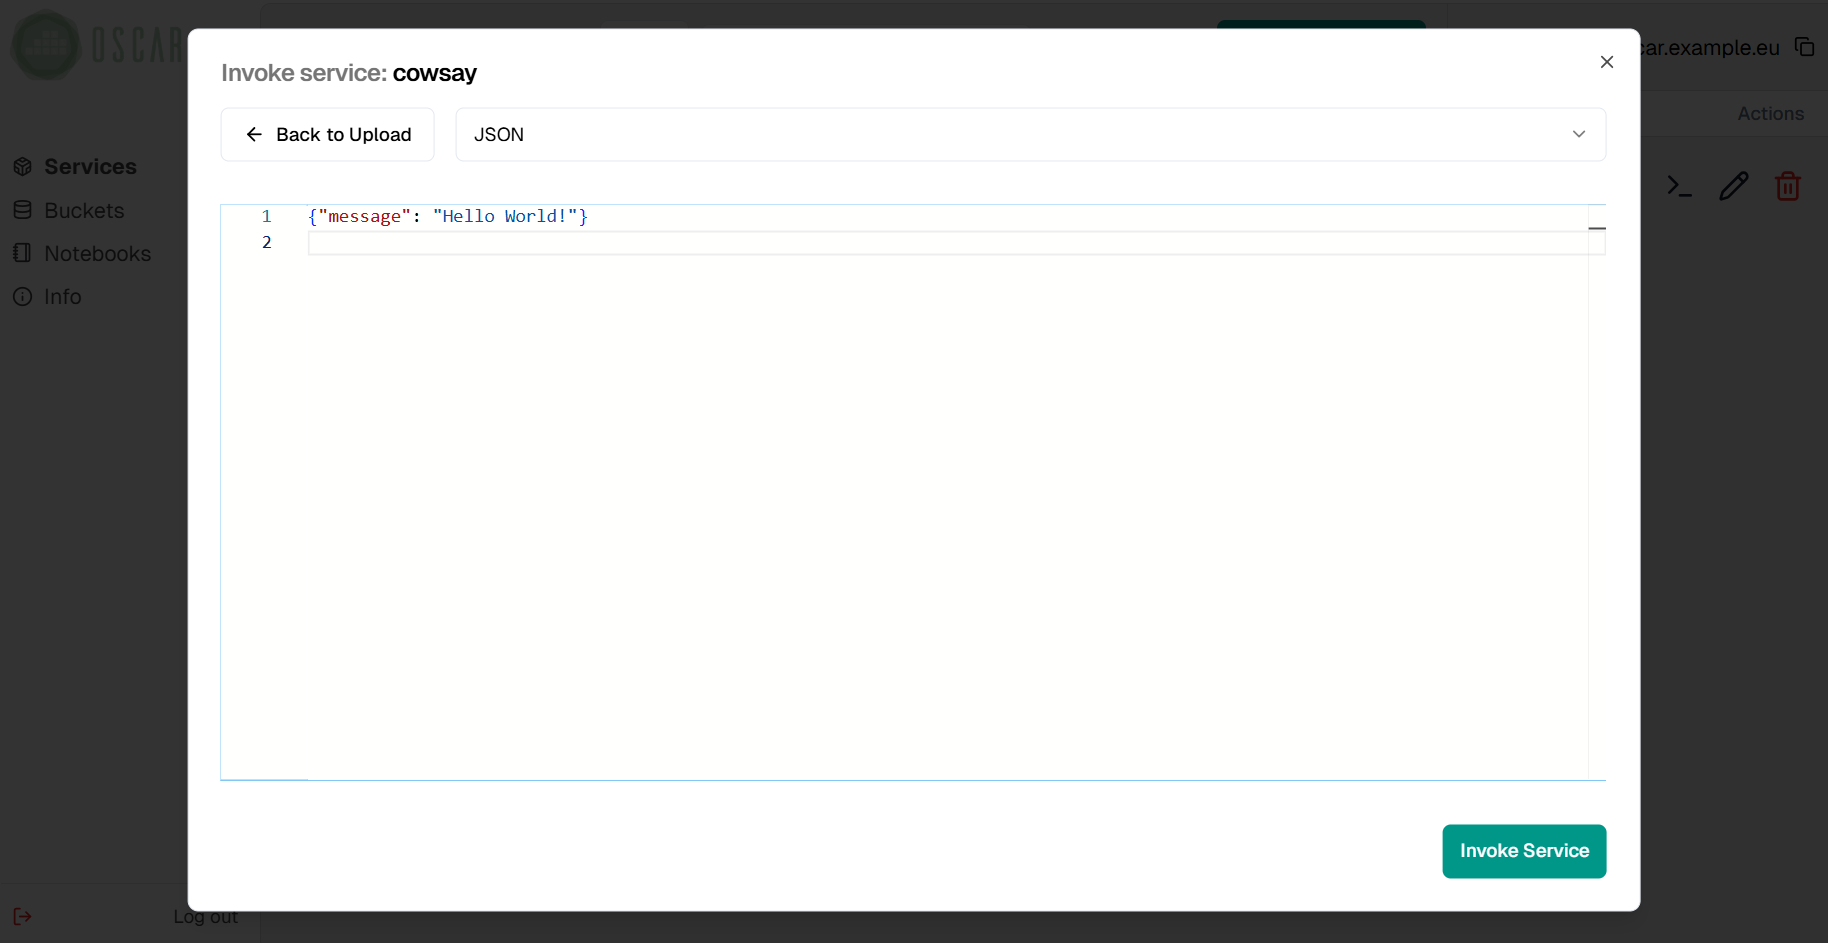 OSCAR
car.example.eu
Invoke service: cowsay
Back to Upload
JSON
Actions
Services
Buckets
Notebooks
Info
1 {"message": "Hello World!"}
2
Invoke Service
Log out